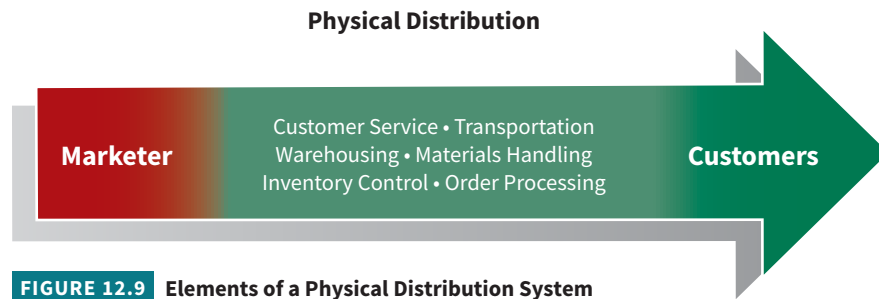 Physical Distribution
Marketer
Customer Service • Transportation
Warehousing • Materials Handling
Inventory Control • Order Processing
Customers
FIGURE 12.9 Elements of a Physical Distribution System